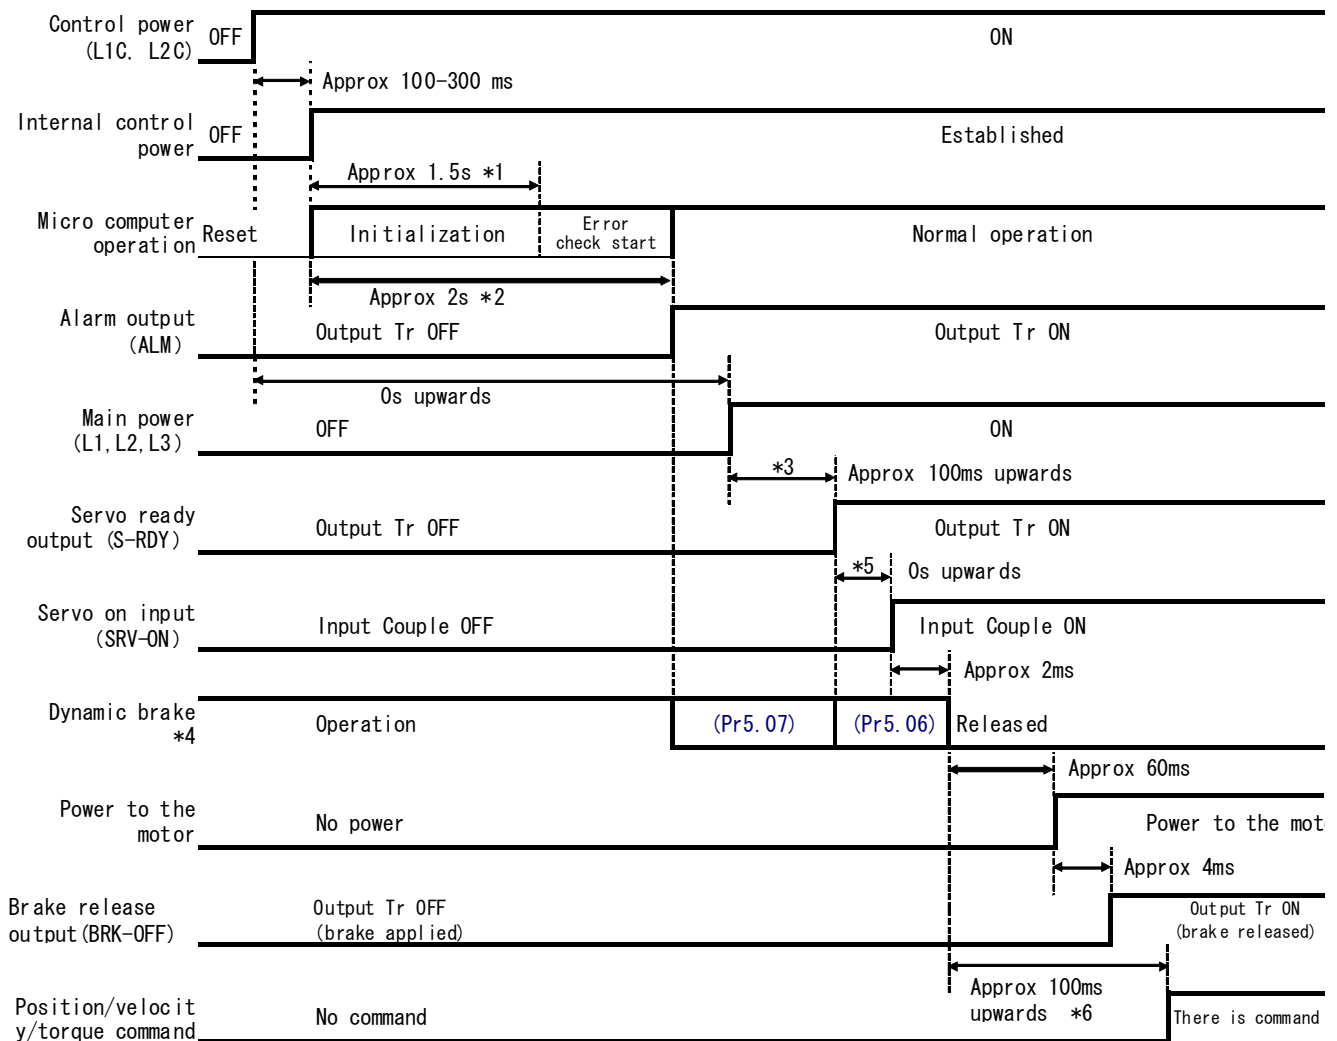 Control power
(L1C, L2C)
OFF
ON
Approx 100-300 ms
Internal control
power
OFF
Established
Approx 1.5s *1
Micro computer
operation
Reset
Initialization
Error
check start
Normal operation
Approx 2s *2
Alarm output
(ALM)
Output Tr OFF
Output Tr ON
0s upwards
Main power
(L1,L2,L3)
OFF
ON
*3
Approx 100ms upwards
Servo ready
output (S-RDY)
Output Tr OFF
Output Tr ON
*5
0s upwards
Servo on input
(SRV-ON)
Input Couple OFF
Input Couple ON
Approx 2ms
Dynamic brake
*4
Operation
(Pr5.07)
(Pr5.06)
Released
Approx 60ms
Power to the
motor
No power
Power to the mot
Approx 4ms
Brake release
output(BRK-OFF)
Output Tr OFF
(brake applied)
Output Tr ON
(brake released)
Approx 100ms
upwards *6
Position/velocit
y/torque command
No command
There is command